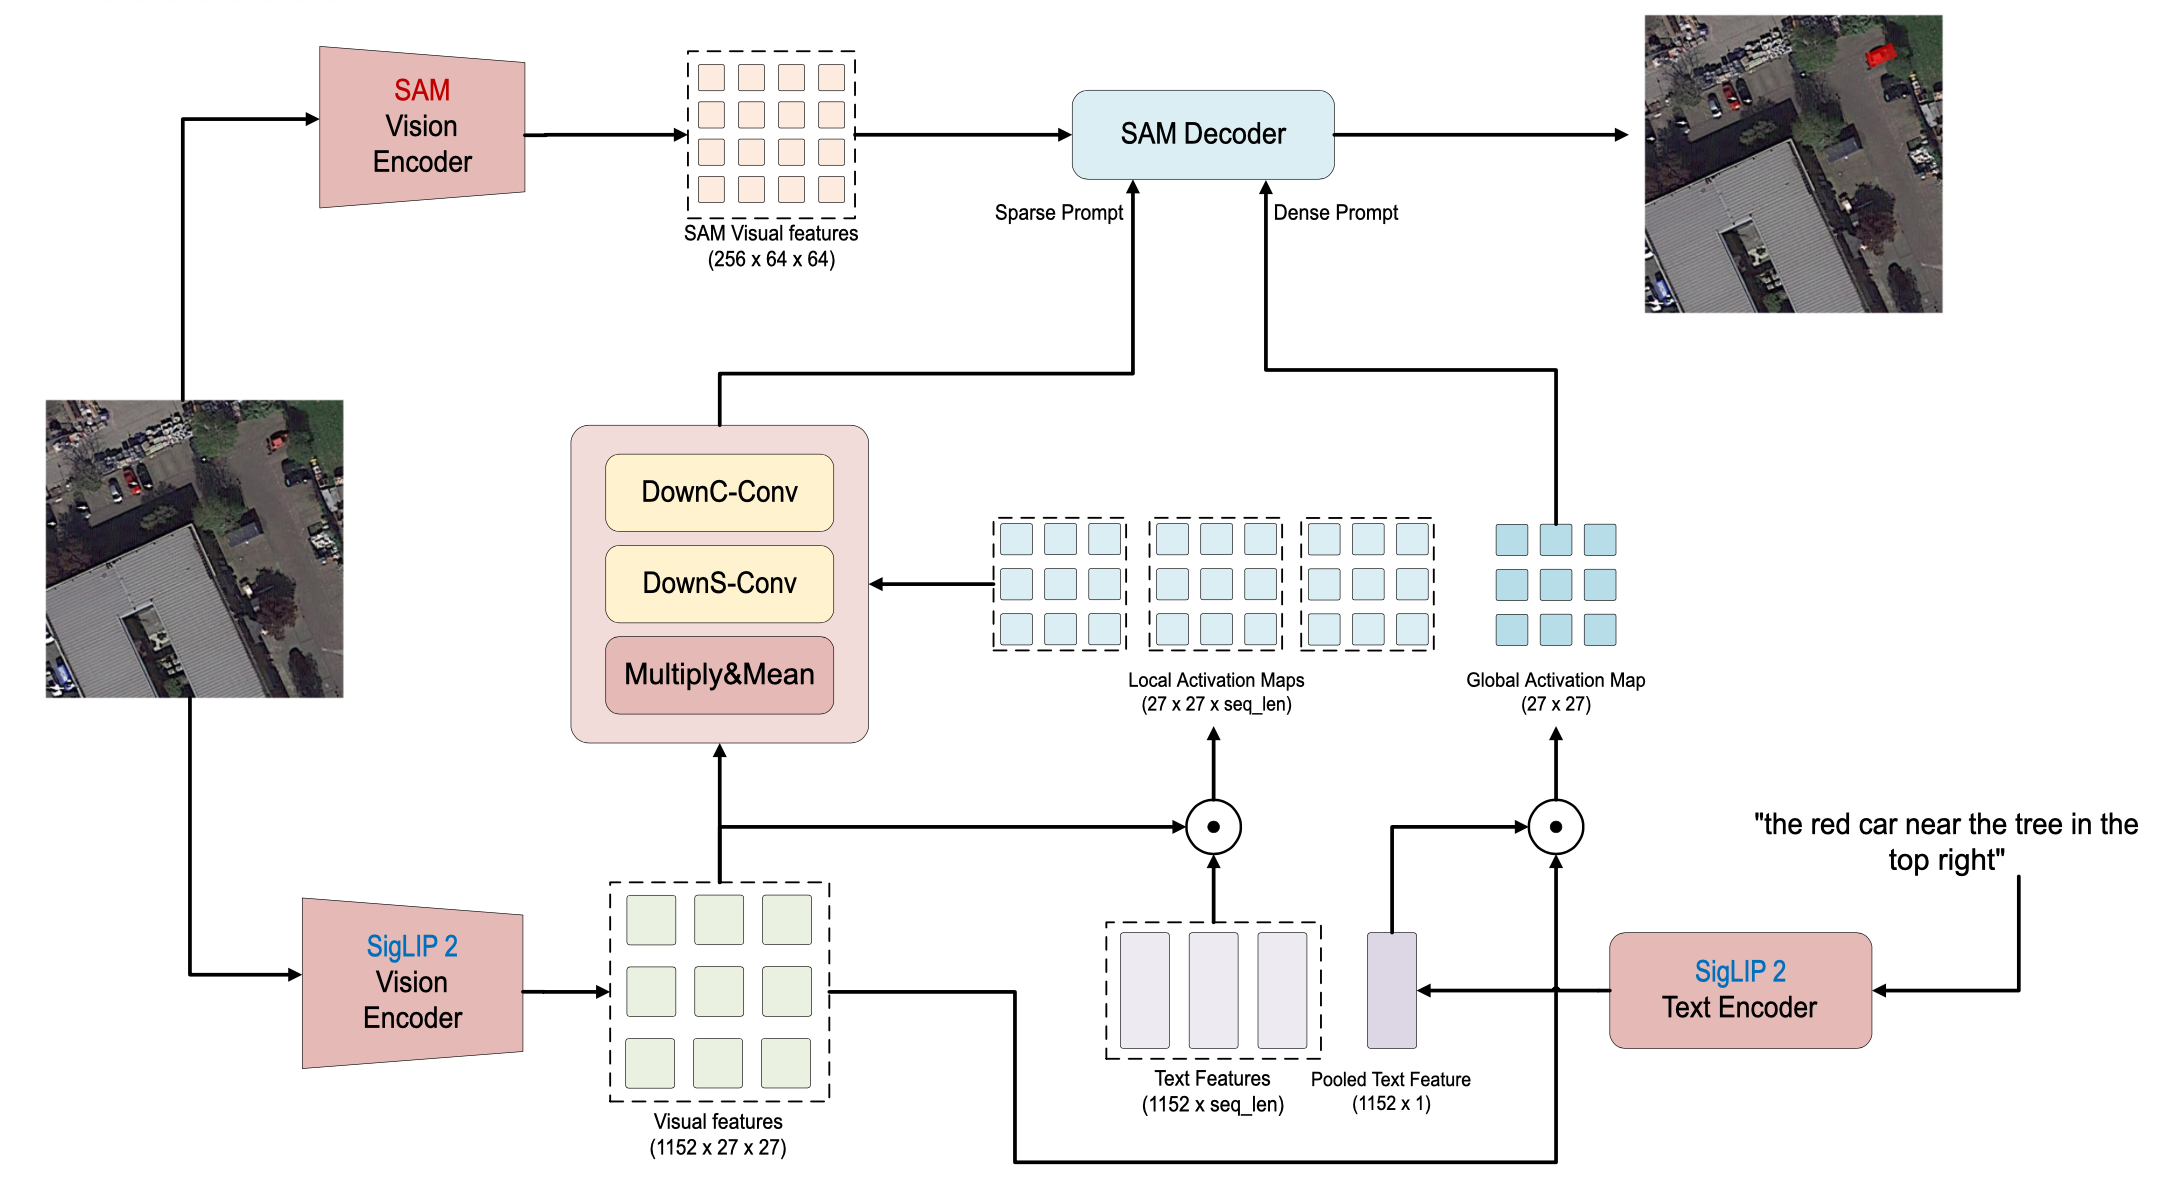 SAM
Vision
Encoder
SAM Visual features
(256 x 64 x 64)
SAM Decoder
Sparse Prompt
Dense Prompt
DownC-Conv
DownS-Conv
Multiply&Mean
Local Activation Maps
(27 x 27 x seq_len)
Global Activation Map
(27 x 27)
"the red car near the tree in the
top right"
SigLIP 2
Vision
Encoder
Visual features
(1152 x 27 x 27)
Text Features
(1152 x seq_len)
Pooled Text Feature
(1152 x 1)
SigLIP 2
Text Encoder